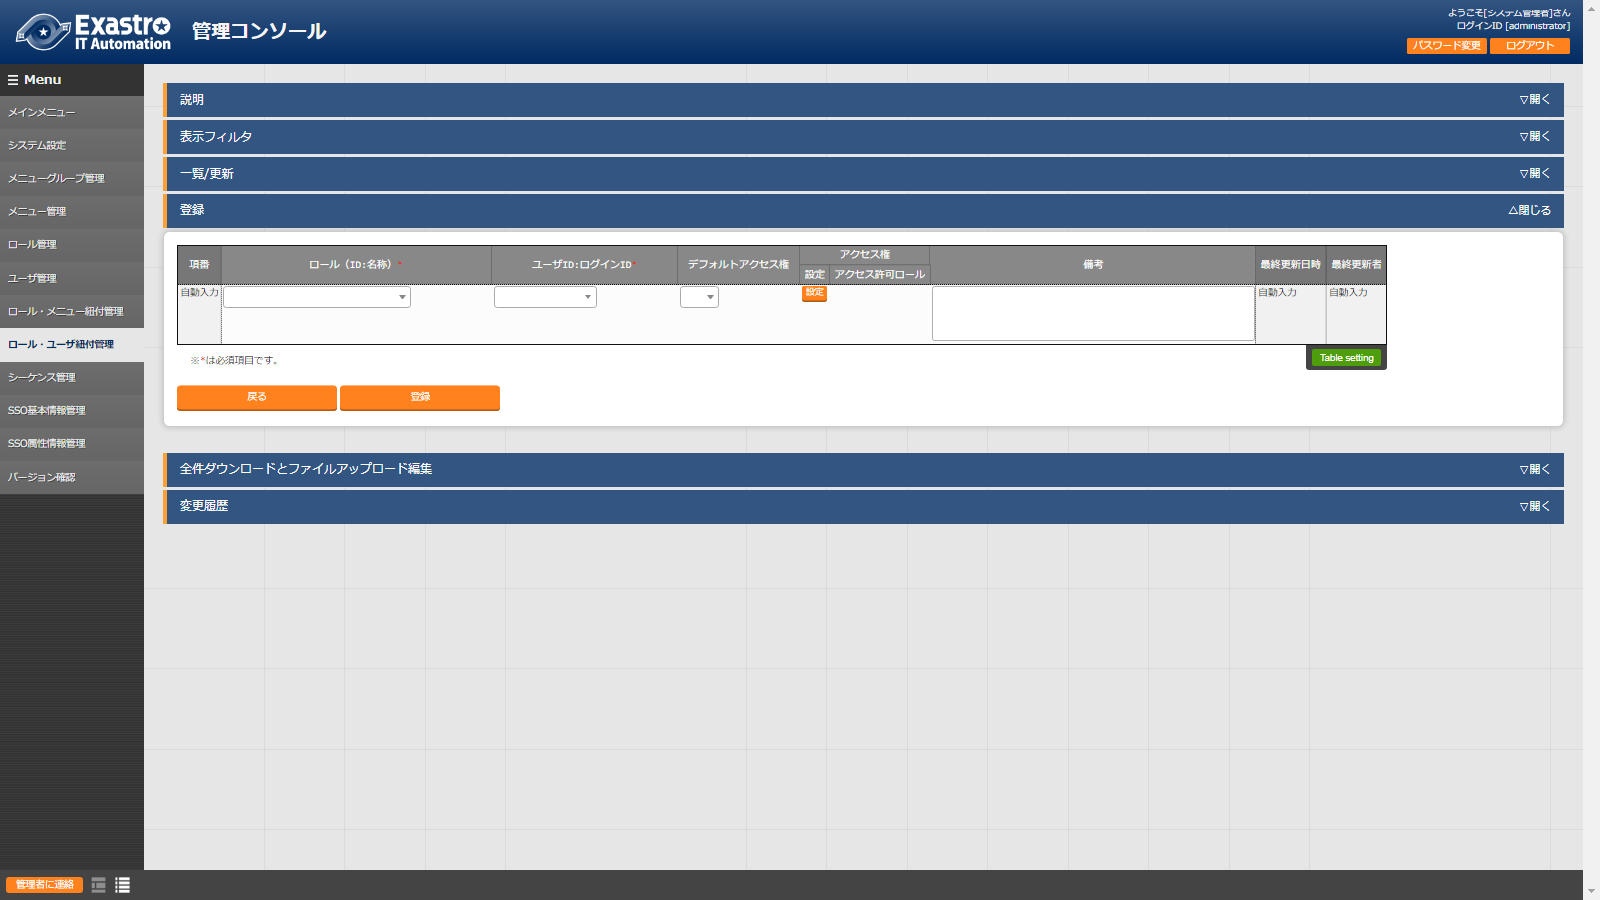 Exastro
IT Automation
管理コンソール
ようこそ[システム管理者]さん
ログインID [administrator]
パスワード変更
ログアウト
Menu
メインメニュー
システム設定
メニューグループ管理
メニュー管理
ロール管理
ユーザ管理
ロール・メニュー紐付管理
ロール・ユーザ紐付管理
シーケンス管理
SSO基本情報管理
SSO属性情報管理
バージョン確認
説明
▽開く
表示フィルタ
▽開く
一覧/更新
▽開く
登録
△閉じる
項番
ロール（ID:名称）*
ユーザID:ログインID*
デフォルトアクセス権
アクセス権
設定
アクセス許可ロール
備考
最終更新日時
最終更新者
自動入力
設定
自動入力
自動入力
※*は必須項目です。
Table setting
戻る
登録
全件ダウンロードとファイルアップロード編集
▽開く
変更履歴
▽開く
管理者に連絡